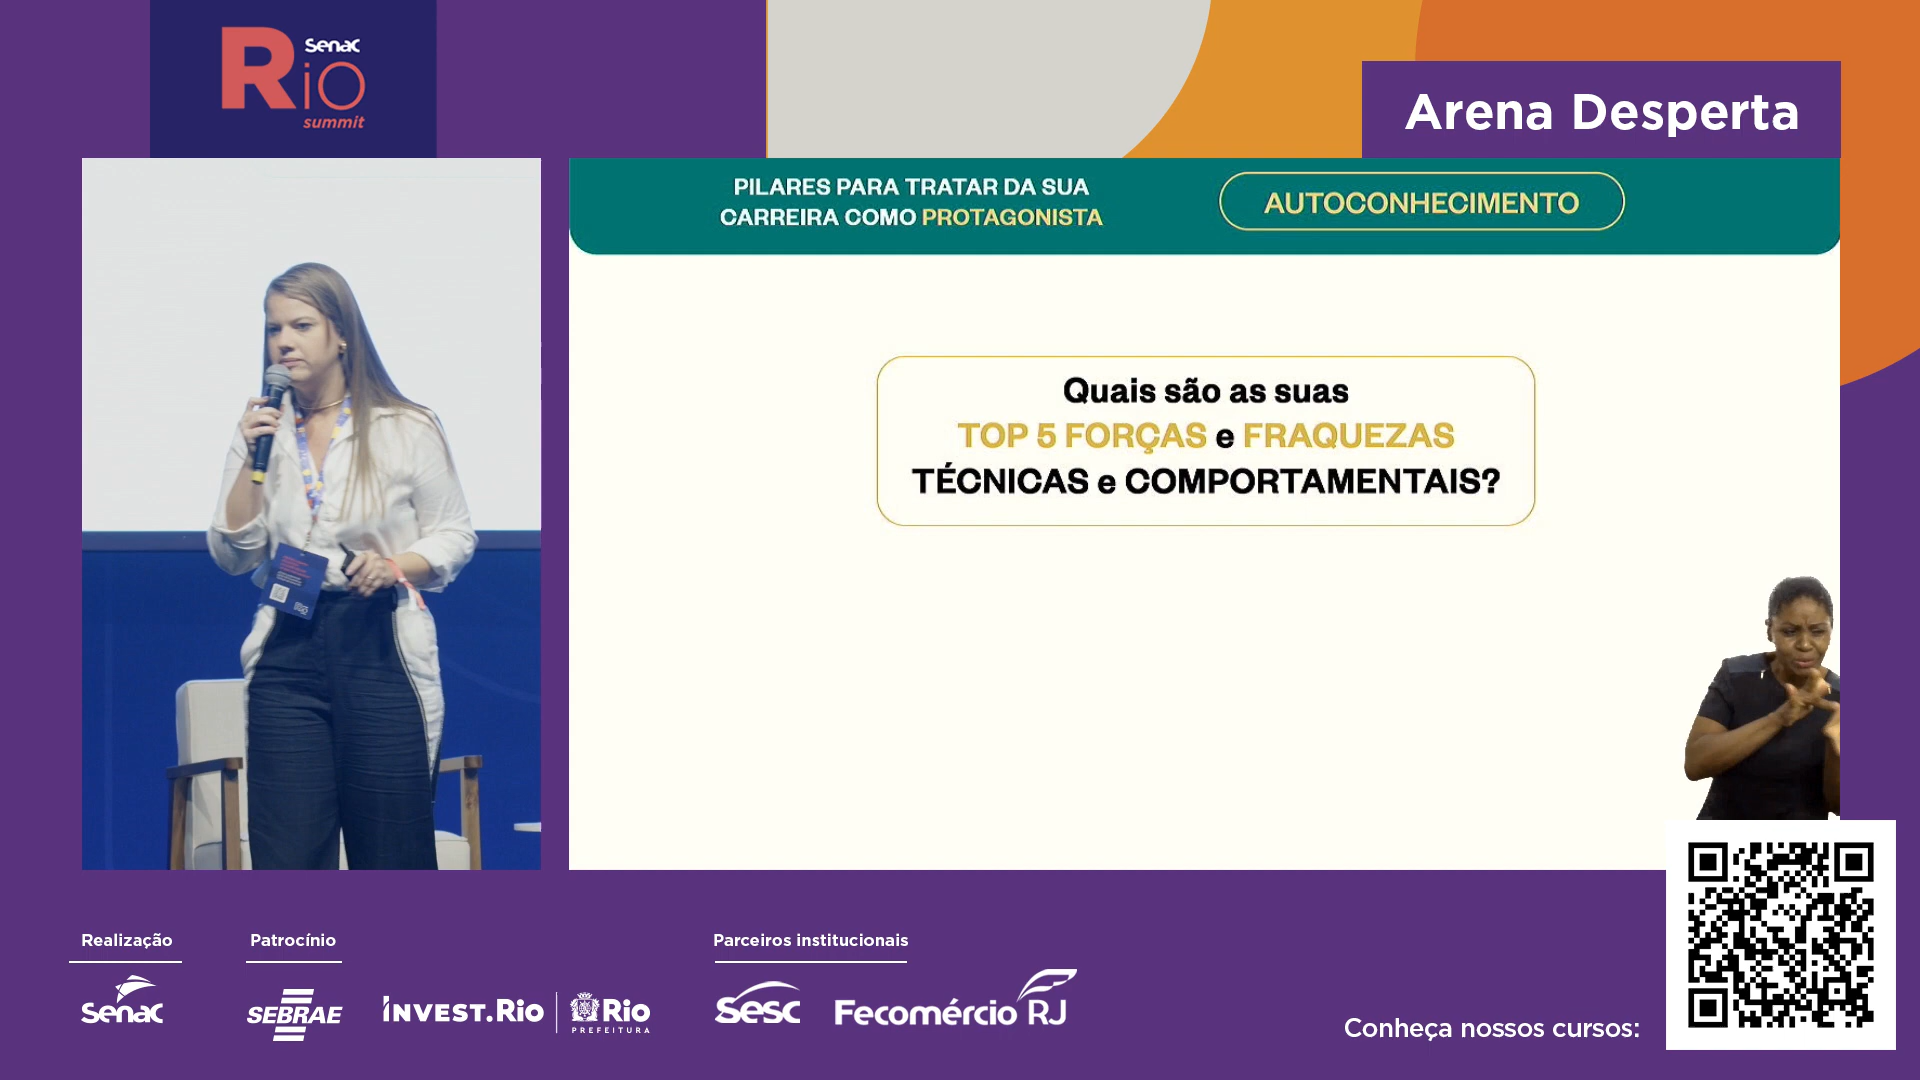 Senac
Rio
summit
Arena Desperta
PILARES PARA TRATAR DA SUA
CARREIRA COMO PROTAGONISTA
AUTOCONHECIMENTO
Quais são as suas
TOP 5 FORÇAS e FRAQUEZAS
TÉCNICAS e COMPORTAMENTAIS?
Realização
Patrocínio
Parceiros institucionais
Senac
SEBRAE
INVEST.Rio
Rio
PREFEITURA
Sesc
Fecomércio RJ
Conheça nossos cursos: